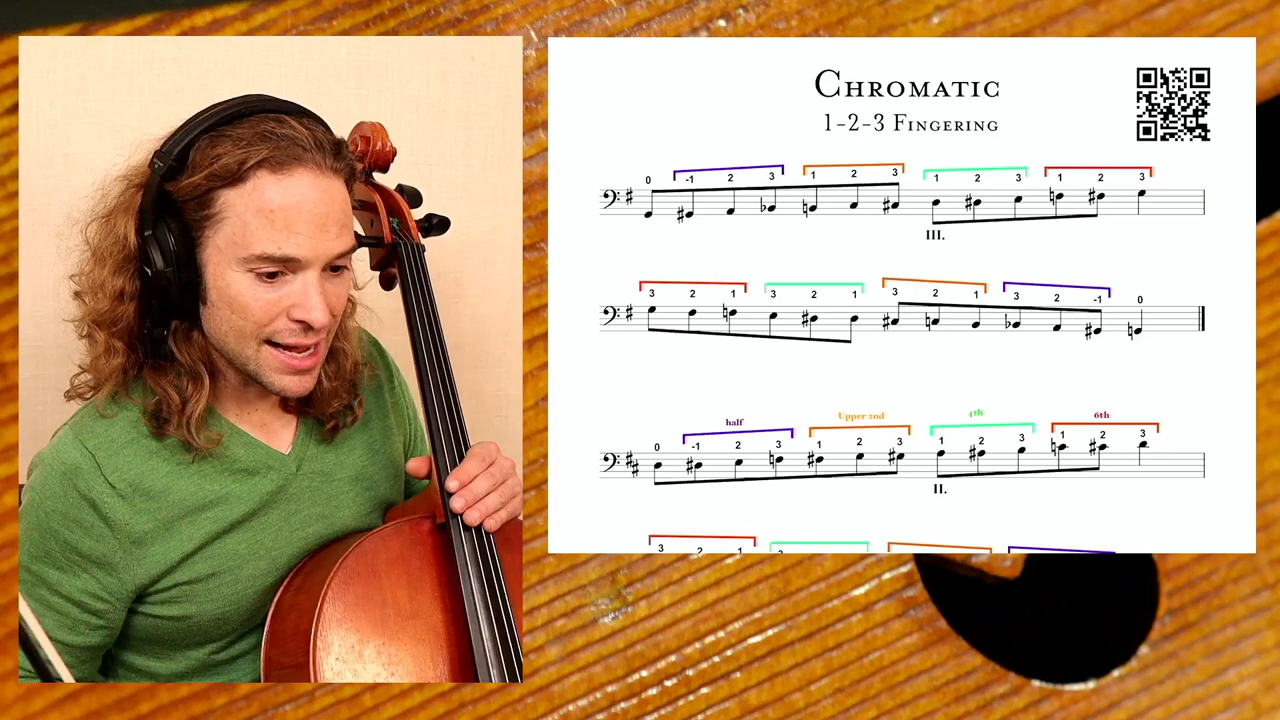 CHROMATIC
1-2-3 FINGERING
0 -1 2 3 1 2 3 1 2 3 1 2 3
III.
3 2 1 3 2 1 3 2 1 3 2 -1 0
half Upper 2nd 4th 6th
0 -1 2 3 1 2 3 1 2 3 1 2 3
II.
3 2 1 3